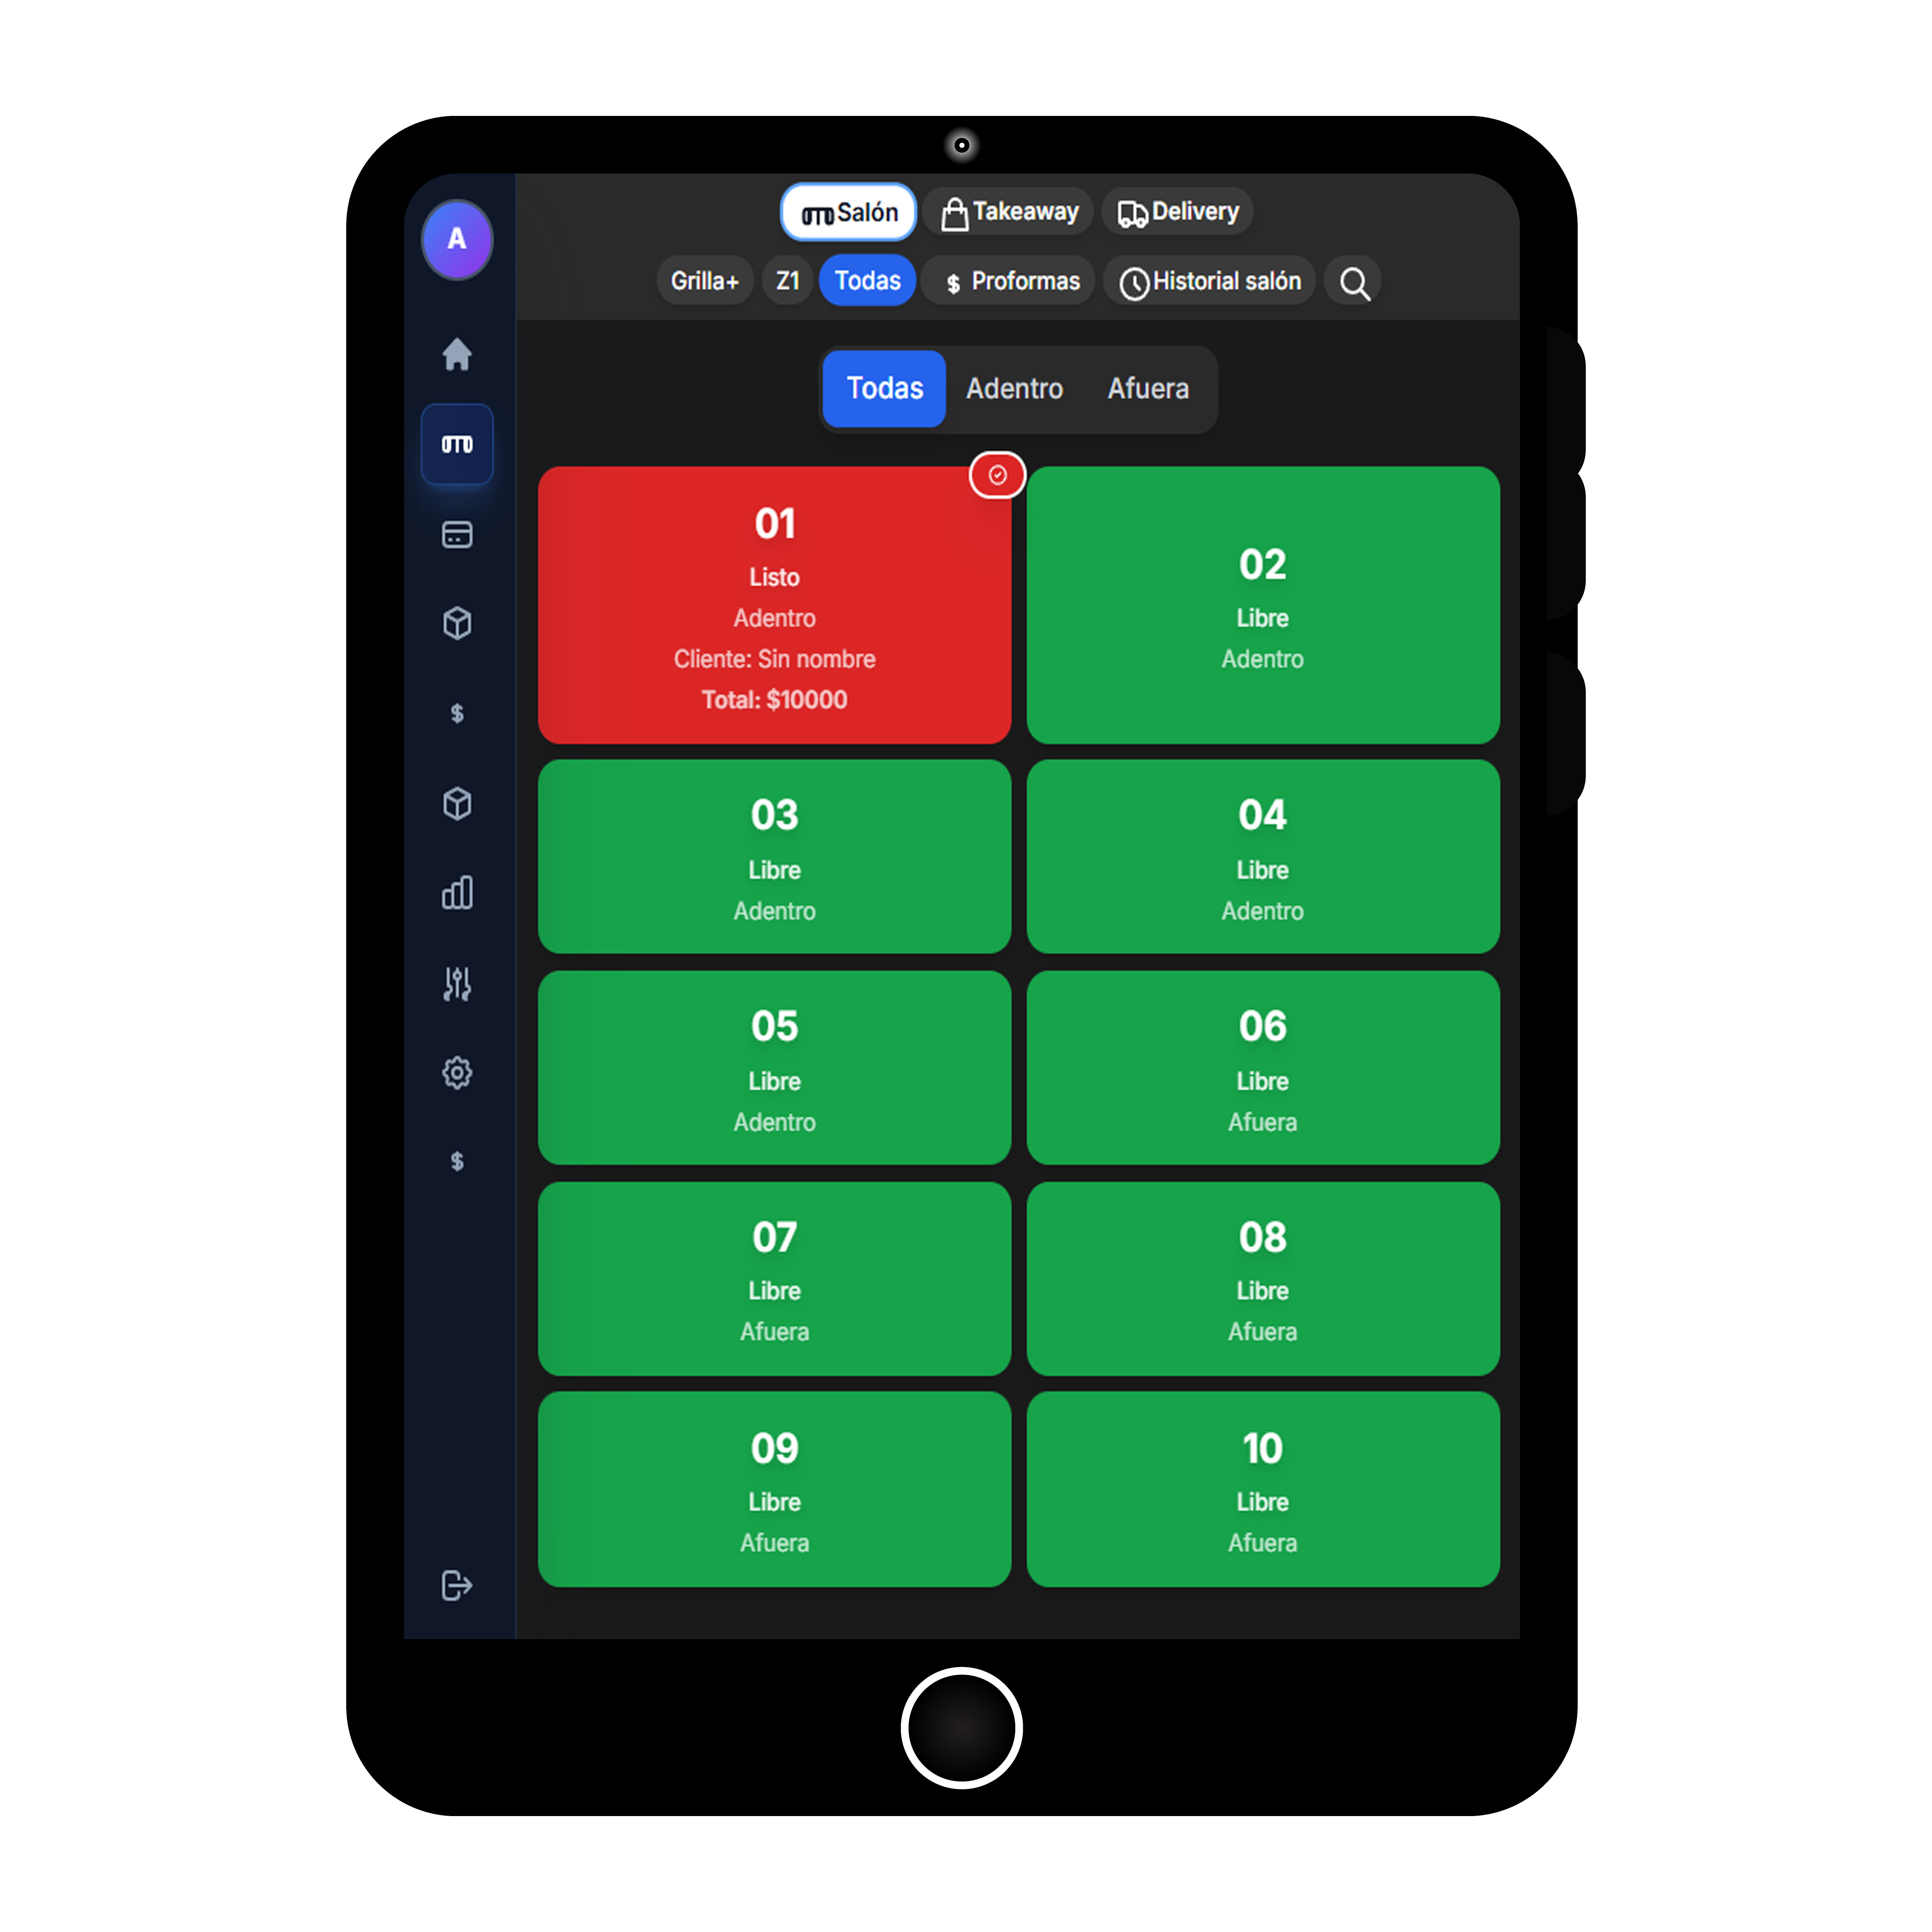 A
Salón Takeaway Delivery
Grilla+ Z1 Todas $ Proformas Historial salón
Todas Adentro Afuera
01
Listo
Adentro
Cliente: Sin nombre
Total: $10000
02
Libre
Adentro
03
Libre
Adentro
04
Libre
Adentro
05
Libre
Adentro
06
Libre
Afuera
07
Libre
Afuera
08
Libre
Afuera
09
Libre
Afuera
10
Libre
Afuera
$
$